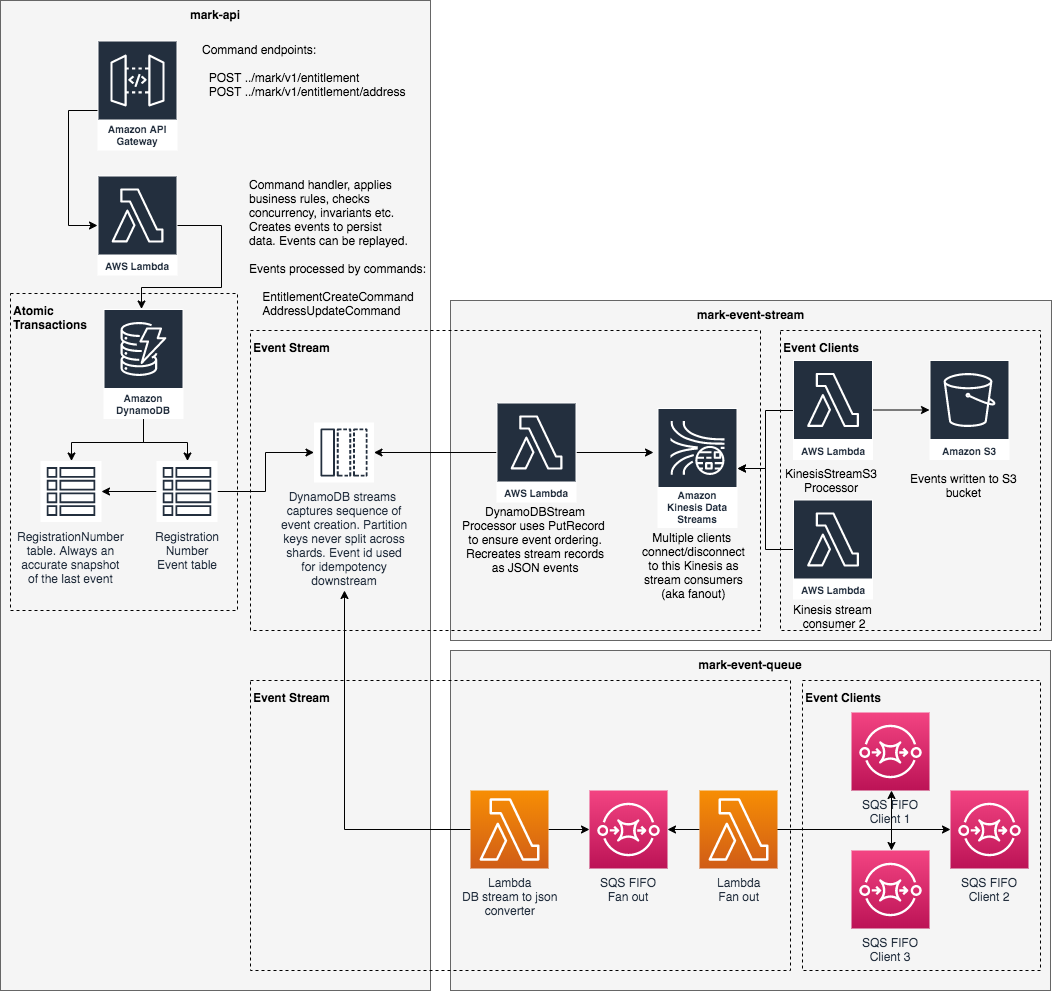 mark-api
Command endpoints:
POST ../mark/v1/entitlement
POST ../mark/v1/entitlement/address
Amazon API
Gateway
Command handler, applies
business rules, checks
concurrency, invariants etc.
Creates events to persist
data. Events can be replayed.
Events processed by commands:
EntitlementCreateCommand
AddressUpdateCommand
AWS Lambda
Atomic
Transactions
Amazon
DynamoDB
RegistrationNumber
table. Always an
accurate snapshot
of the last event
Registration
Number
Event table
mark-event-stream
Event Stream
DynamoDB streams
captures sequence of
event creation. Partition
keys never split across
shards. Event id used
for idempotency
downstream
AWS Lambda
DynamoDBStream
Processor uses PutRecord
to ensure event ordering.
Recreates stream records
as JSON events
Amazon
Kinesis Data
Streams
Multiple clients
connect/disconnect
to this Kinesis as
stream consumers
(aka fanout)
Event Clients
AWS Lambda
KinesisStreamS3
Processor
Amazon S3
Events written to S3
bucket
AWS Lambda
Kinesis stream
consumer 2
mark-event-queue
Event Stream
Lambda
DB stream to json
converter
SQS FIFO
Fan out
Lambda
Fan out
Event Clients
SQS FIFO
Client 1
SQS FIFO
Client 2
SQS FIFO
Client 3